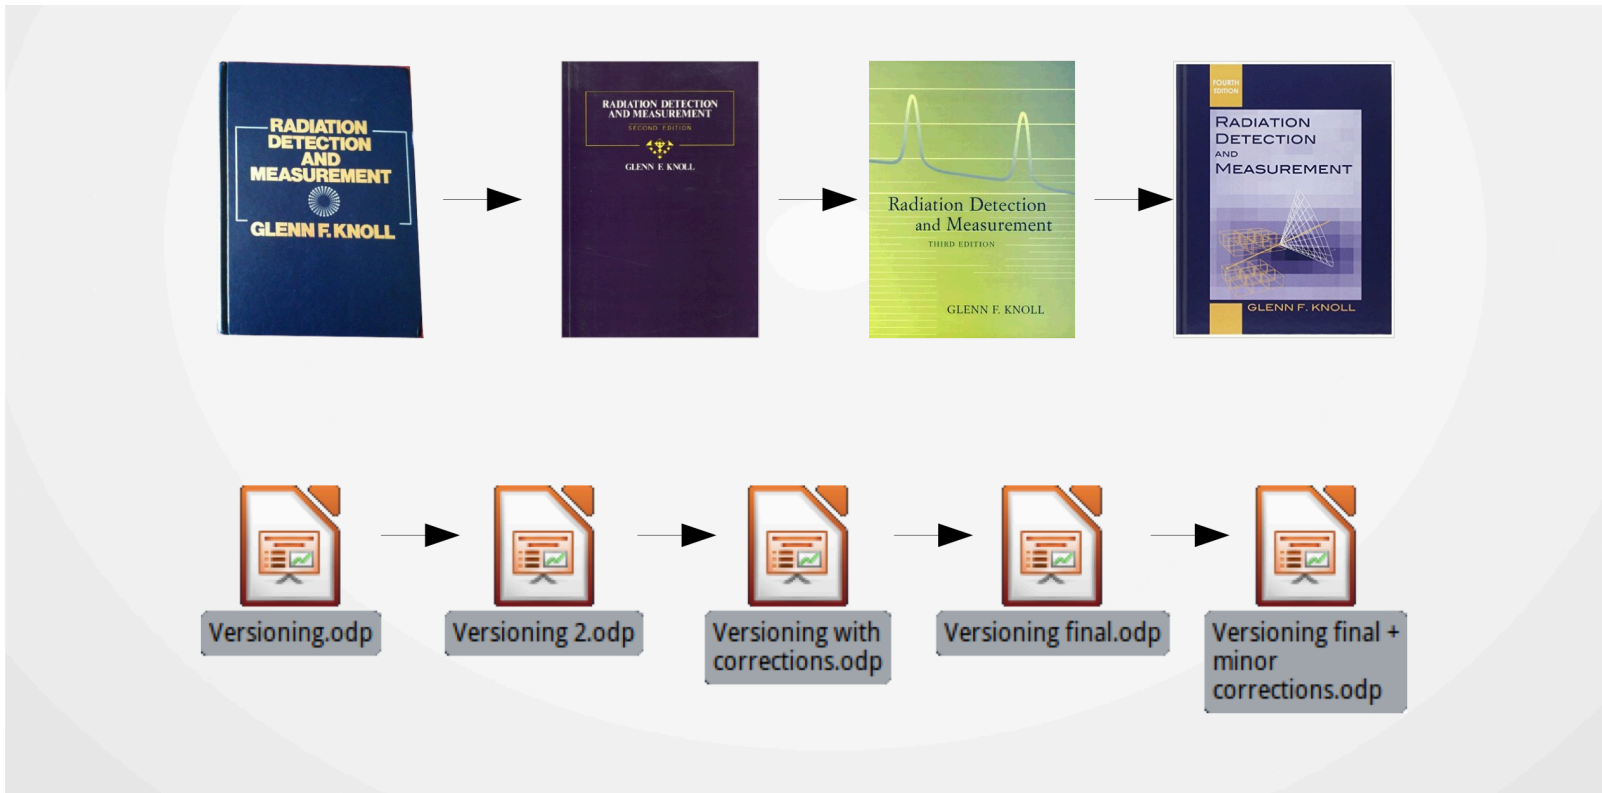 RADIATION
DETECTION
AND
MEASUREMENT
GLENN F. KNOLL
RADIATION DETECTION
AND MEASUREMENT
SECOND EDITION
GLENN F. KNOLL
Radiation Detection
and Measurement
THIRD EDITION
GLENN F. KNOLL
FOURTH
EDITION
RADIATION
DETECTION
AND
MEASUREMENT
GLENN F. KNOLL
Versioning.odp
Versioning 2.odp
Versioning with
corrections.odp
Versioning final.odp
Versioning final +
minor
corrections.odp